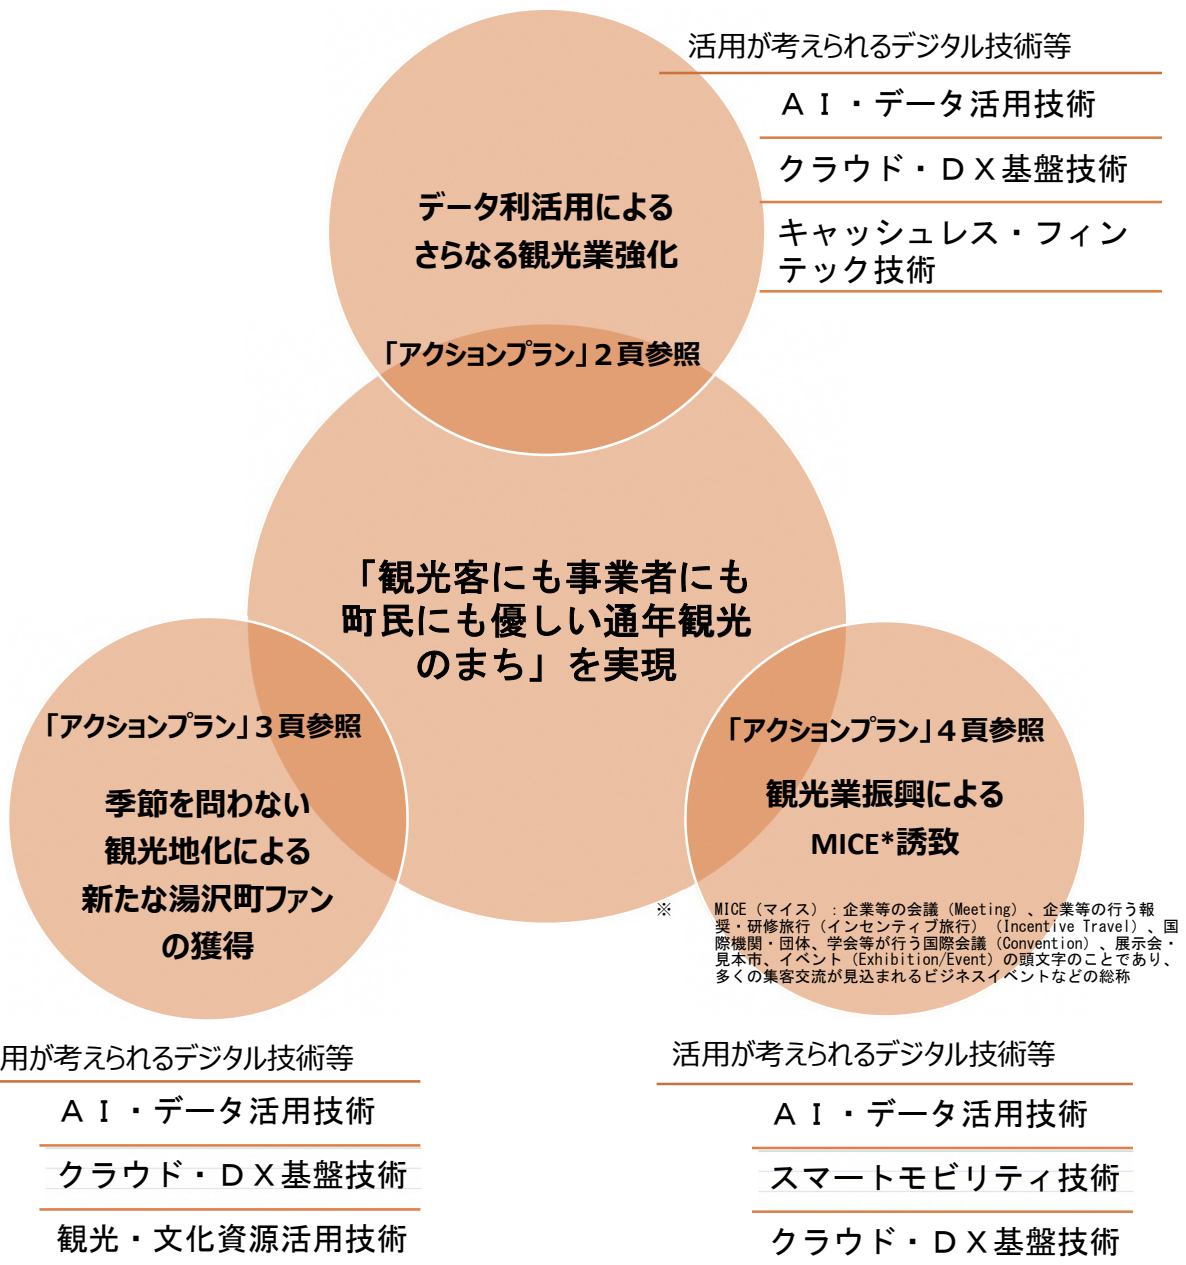 活用が考えられるデジタル技術等
ＡＩ・データ活用技術
クラウド・ＤＸ基盤技術
キャッシュレス・フィン
テック技術
データ利活用による
さらなる観光業強化
「アクションプラン」２頁参照
「観光客にも事業者にも
町民にも優しい通年観光
のまち」を実現
「アクションプラン」３頁参照
季節を問わない
観光地化による
新たな湯沢町ファン
の獲得
「アクションプラン」４頁参照
観光業振興による
MICE*誘致
※ MICE（マイス）：企業等の会議（Meeting）、企業等の行う報
奨・研修旅行（インセンティブ旅行）（Incentive Travel）、国
際機関・団体、学会等が行う国際会議（Convention）、展示会・
見本市、イベント（Exhibition/Event）の頭文字のことであり、
多くの集客交流が見込まれるビジネスイベントなどの総称
用が考えられるデジタル技術等
ＡＩ・データ活用技術
クラウド・ＤＸ基盤技術
観光・文化資源活用技術
活用が考えられるデジタル技術等
ＡＩ・データ活用技術
スマートモビリティ技術
クラウド・ＤＸ基盤技術